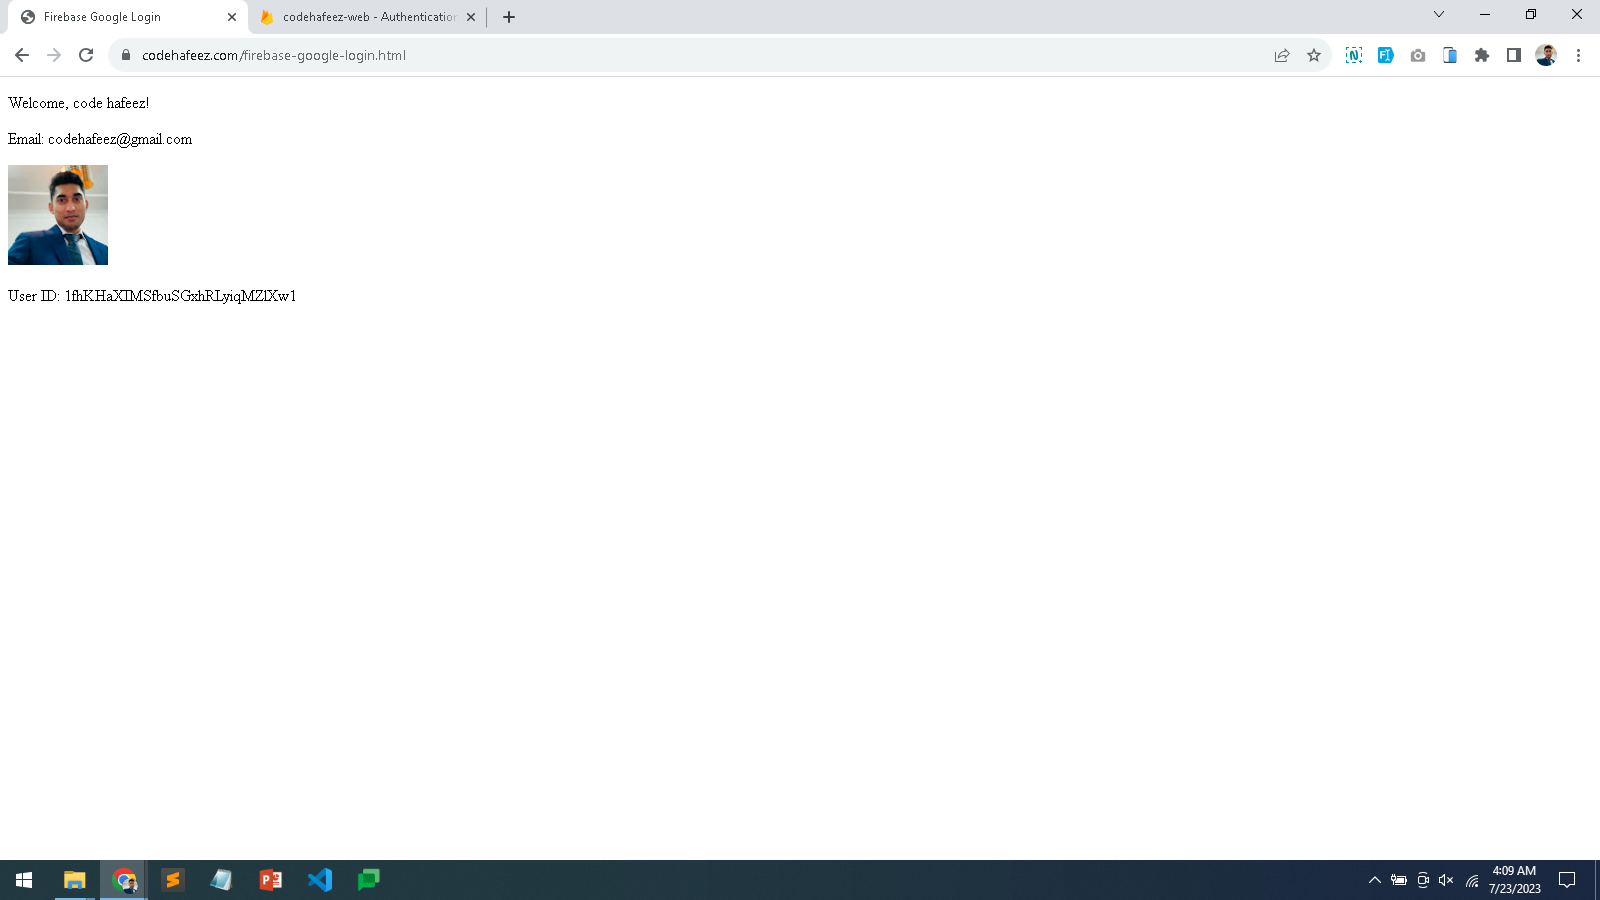 Firebase Google Login
codehafeez-web - Authentication
codehafeez.com/firebase-google-login.html
Welcome, code hafeez!
Email: codehafeez@gmail.com
User ID: 1fhKHaXIMSfbuSGxhRLyiqMZlXw1
4:09 AM
7/23/2023